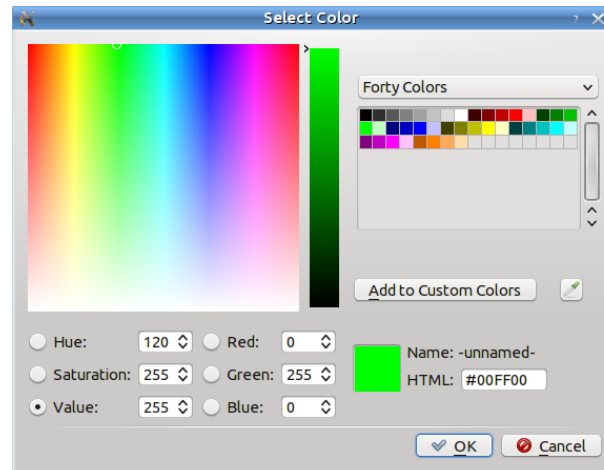 Select Color
Forty Colors
Add to Custom Colors
Hue: 120 Red: 0
Saturation: 255 Green: 255
Value: 255 Blue: 0
Name: -unnamed-
HTML: #00FF00
OK Cancel